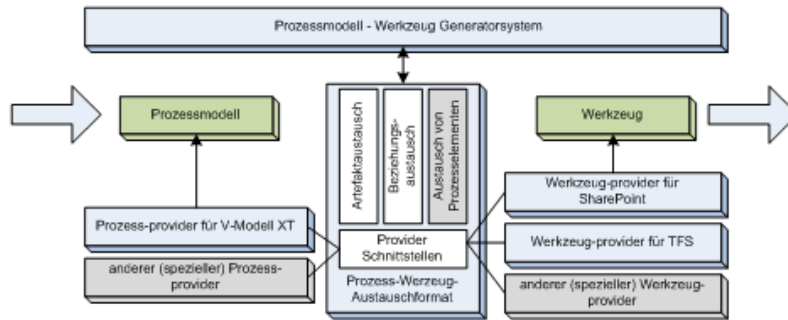 Prozessmodell - Werkzeug Generatorsystem
Prozessmodell
Artefaktaustausch
Beziehungs-
austausch
Austausch von
Prozesselementen
Werkzeug
Prozess-provider für V-Modell XT
anderer (spezieller) Prozess-
provider
Provider
Schnittstellen
Prozess-Werzeug-
Austauschformat
Werkzeug-provider für
SharePoint
Werkzeug-provider für TFS
anderer (spezieller) Werkzeug-
provider